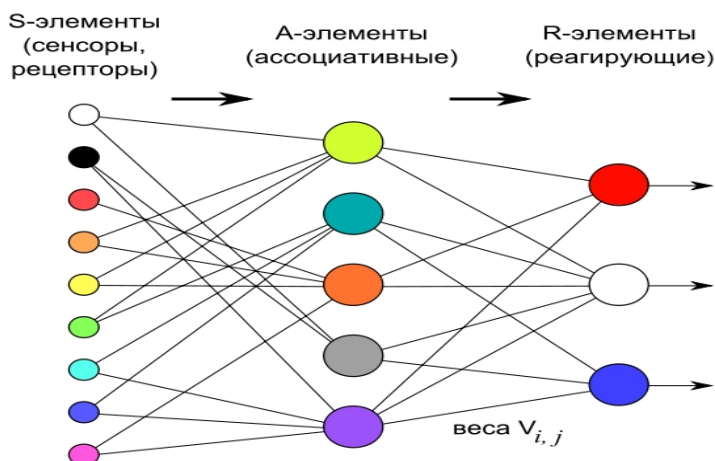 S-элементы
(сенсоры,
рецепторы)
А-элементы
(ассоциативные)
R-элементы
(реагирующие)
веса V i, j